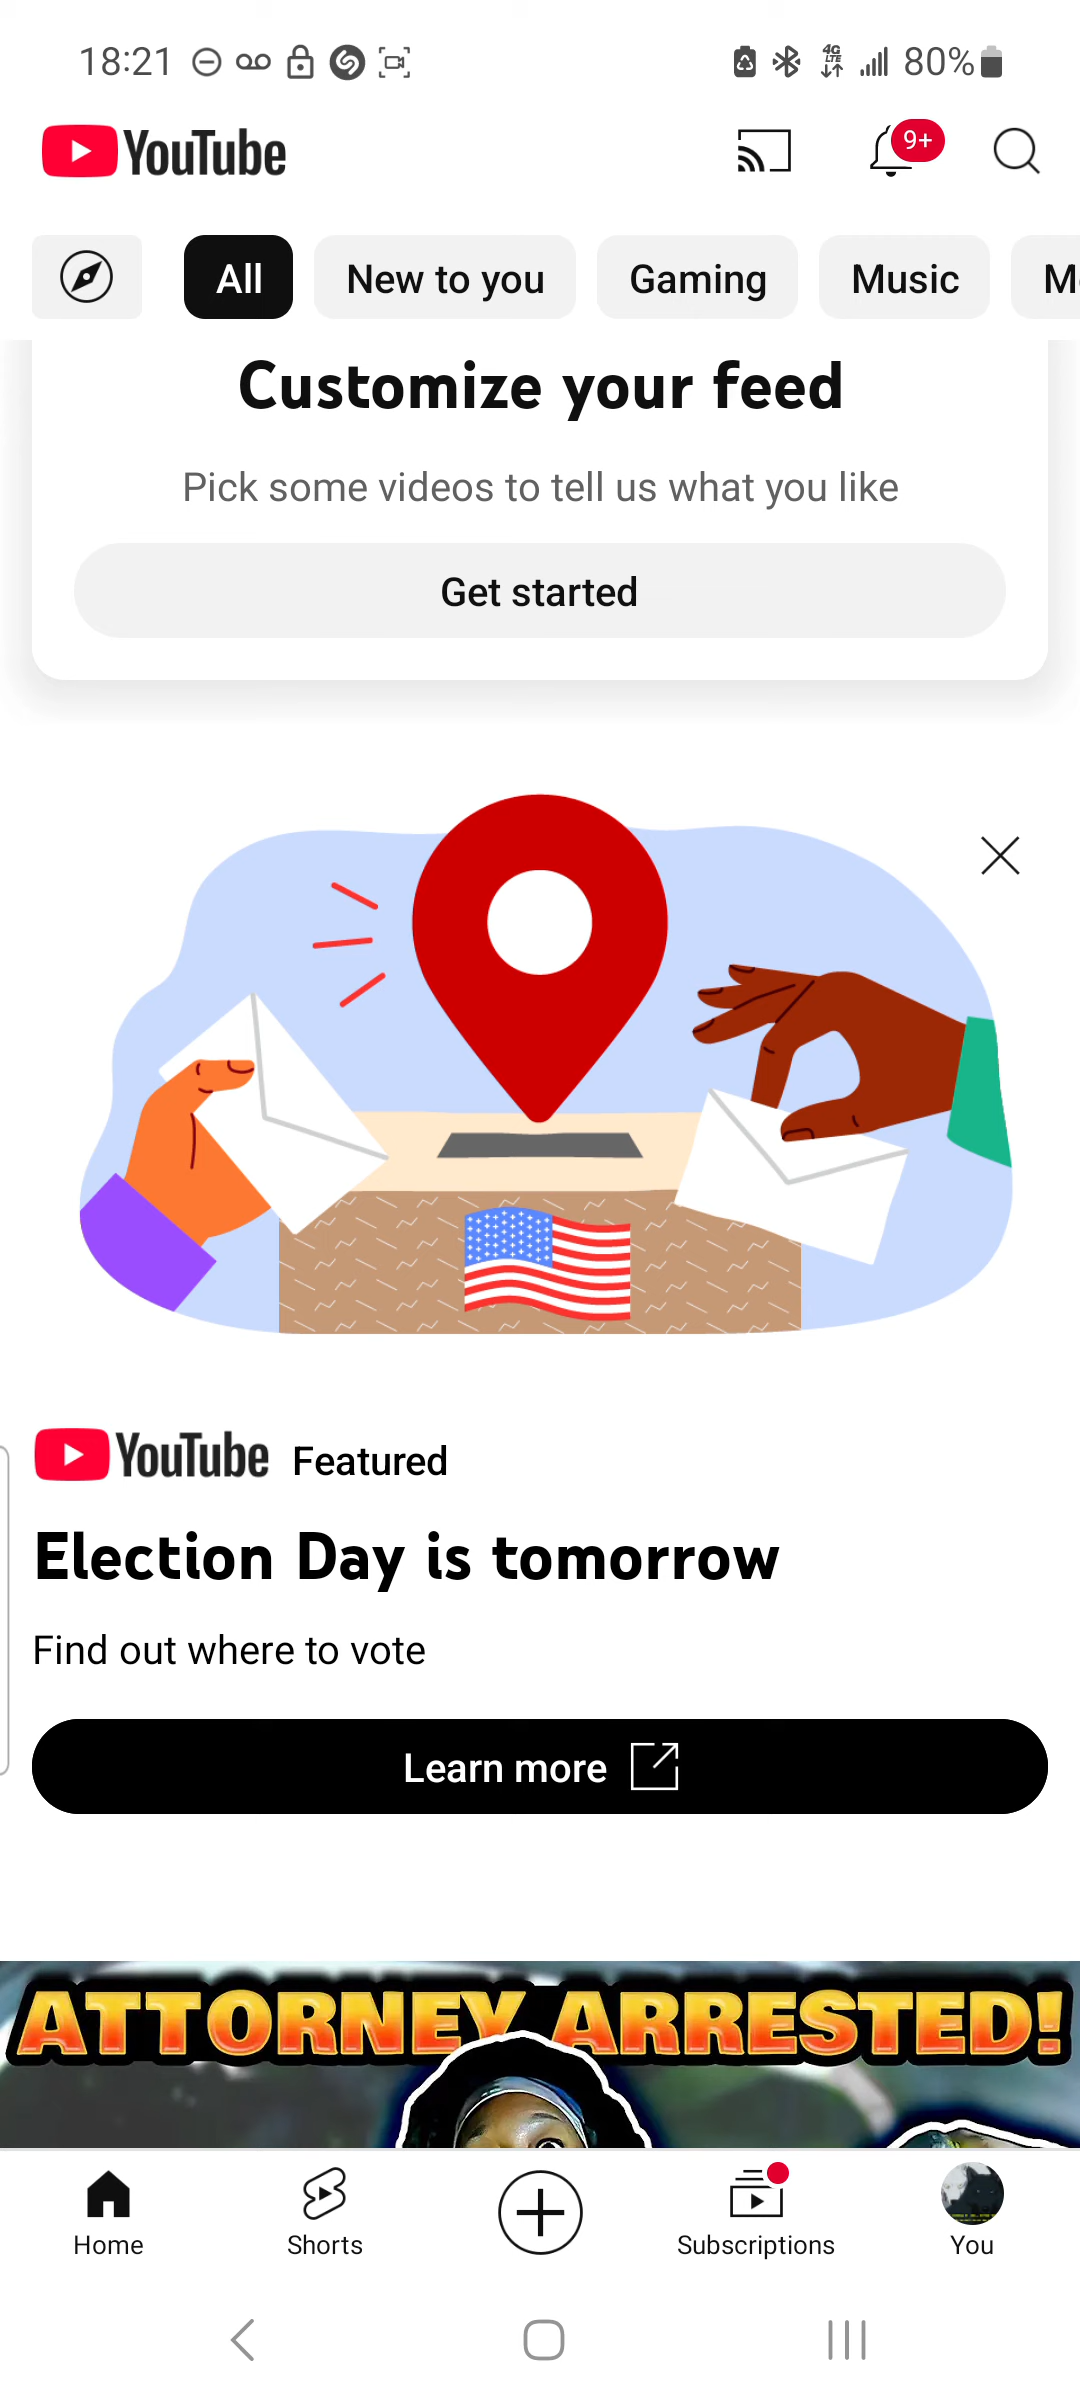 18:21
4G LTE
80%
YouTube
9+
All
New to you
Gaming
Music
Customize your feed
Pick some videos to tell us what you like
Get started
YouTube Featured
Election Day is tomorrow
Find out where to vote
Learn more
ATTORNEY ARRESTED!
Home
Shorts
Subscriptions
You